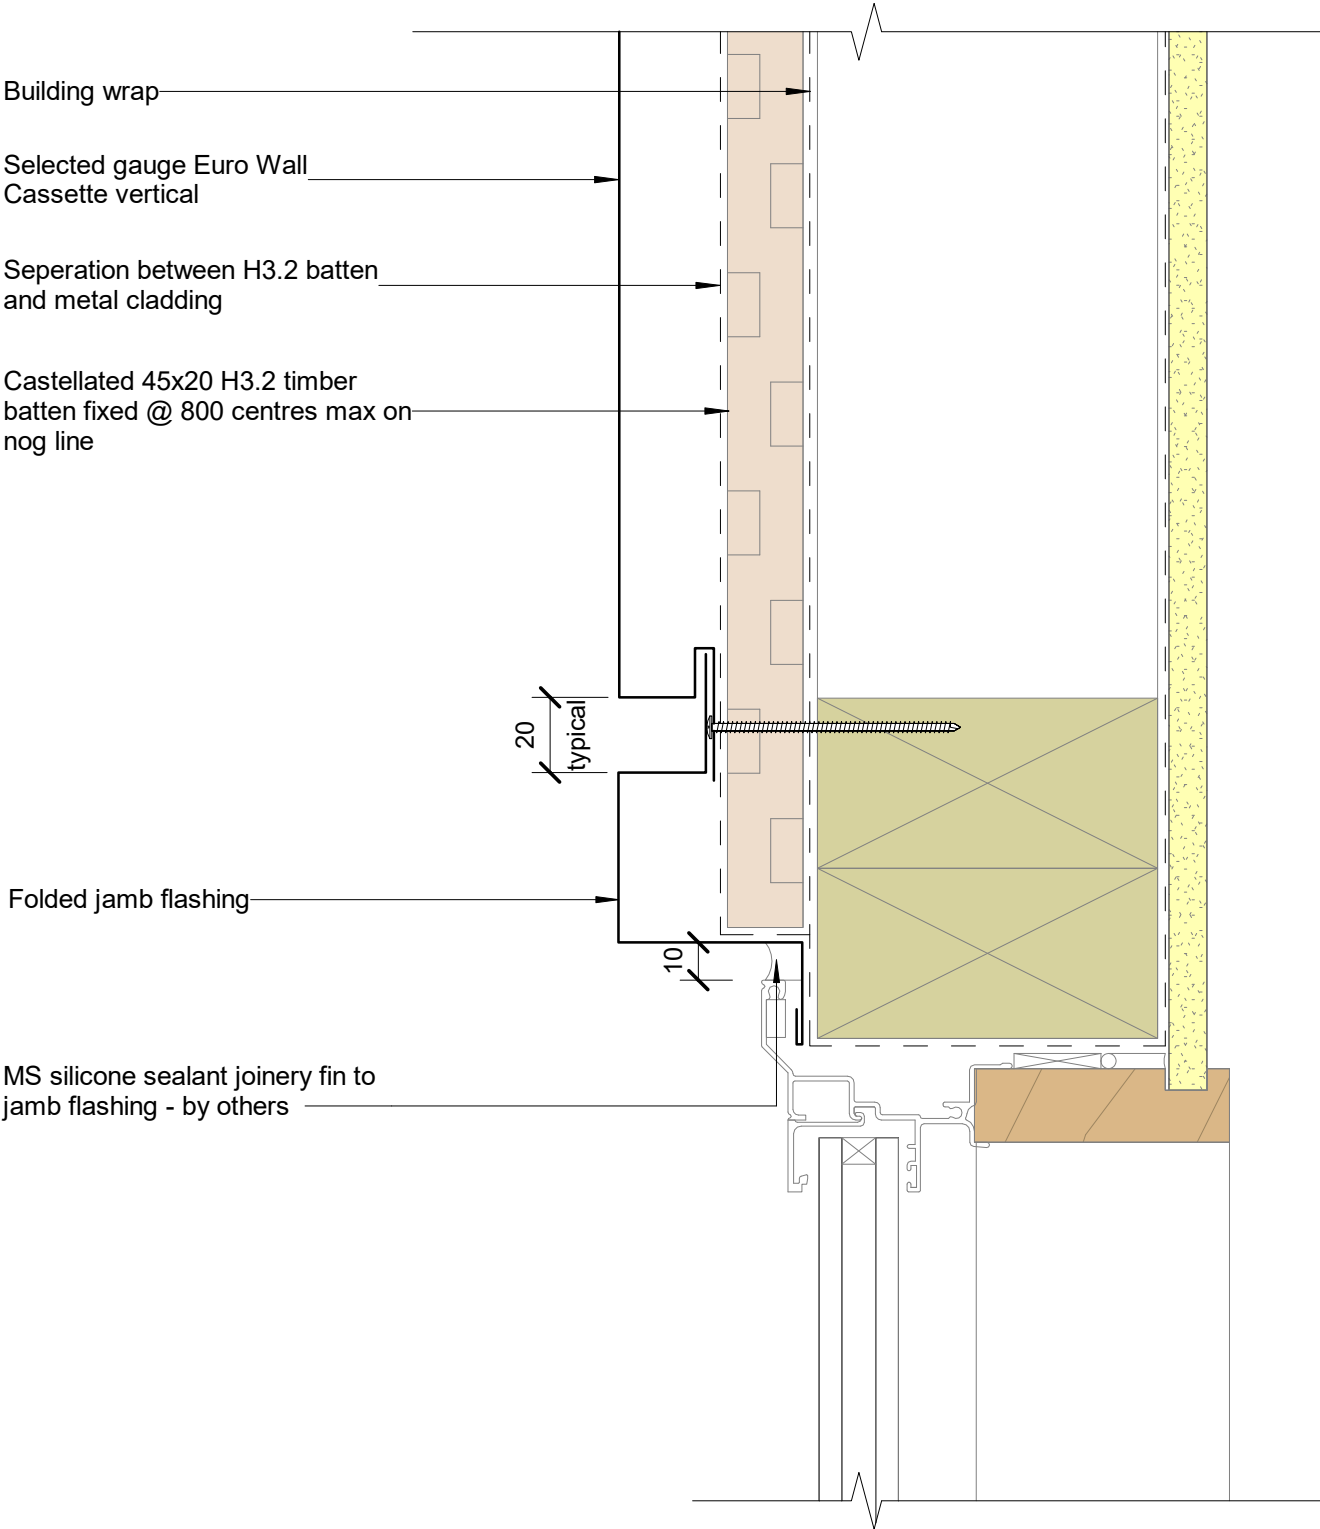 Building wrap
Selected gauge Euro Wall
Cassette vertical
Seperation between H3.2 batten
and metal cladding
Castellated 45x20 H3.2 timber
batten fixed @ 800 centres max on
nog line
20
typical
Folded jamb flashing
10
MS silicone sealant joinery fin to
jamb flashing - by others